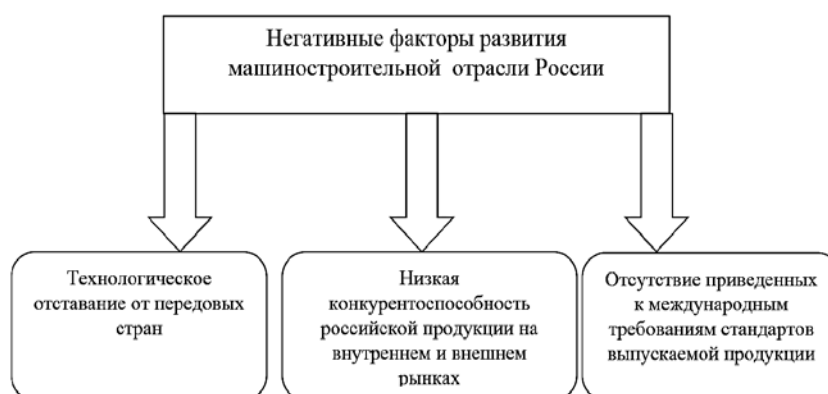 Негативные факторы развития
машиностроительной отрасли России
Технологическое
отставание от передовых
стран
Низкая
конкурентоспособность
российской продукции на
внутреннем и внешнем
рынках
Отсутствие приведенных
к международным
требованиям стандартов
выпускаемой продукции